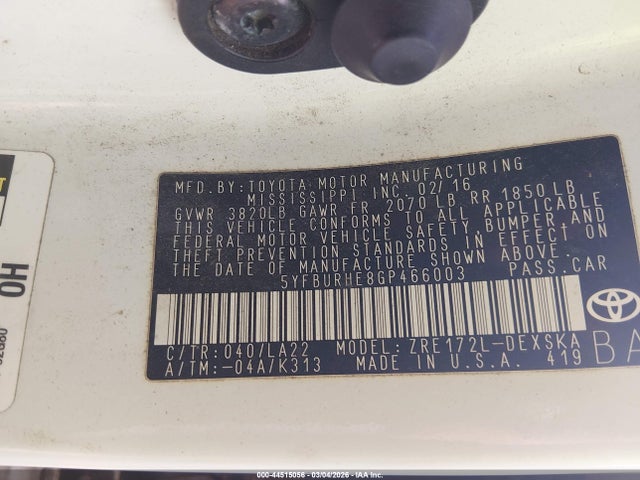 MFD.BY:TOYOTA MOTOR MANUFACTURING
MISSISSIPPI INC. 02/16
GVWR 3820LB GAWR FR 2070 LB RR 1850 LB
THIS VEHICLE CONFORMS TO ALL APPLICABLE
FEDERAL MOTOR VEHICLE SAFETY, BUMPER AND
THEFT PREVENTION STANDARDS IN EFFECT ON
THE DATE OF MANUFACTURE SHOWN ABOVE.
5YFBURHE8GP466003 PASS.CAR
C/TR:040/LA22 MODEL:ZRE172L-DEXSKA
A/TM:-04A/K313 MADE IN U.S.A. 419
BA
OH
000-44515056 - 03/04/2026 - IAA Inc.